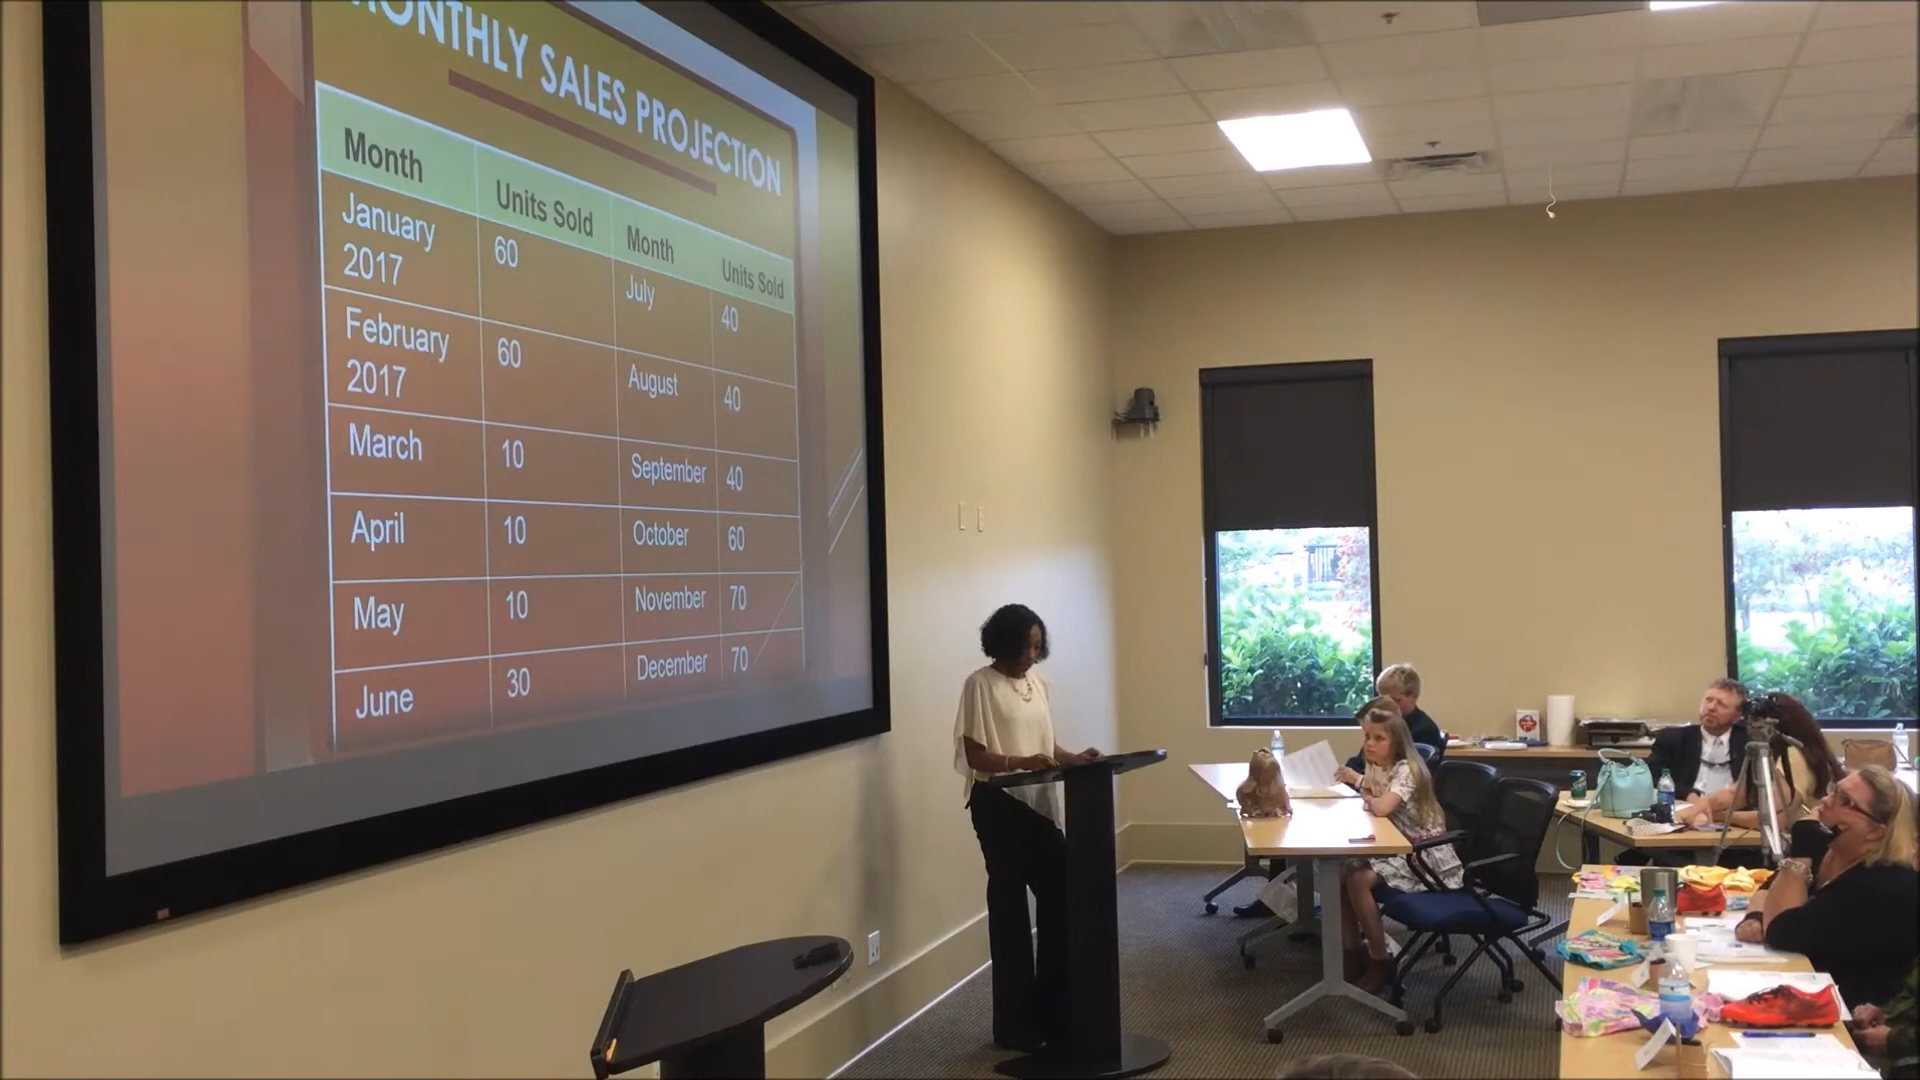 MONTHLY SALES PROJECTION
Month Units Sold Month Units Sold
January 2017 60 July 40
February 2017 60 August 40
March 10 September 40
April 10 October 60
May 10 November 70
June 30 December 70